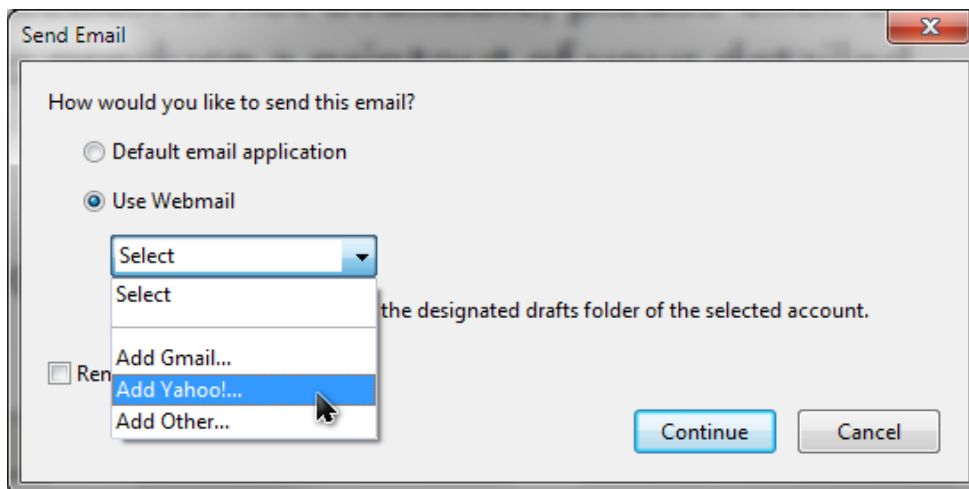 Send Email
How would you like to send this email?
Default email application
Use Webmail
Select
Select
the designated drafts folder of the selected account.
Add Gmail...
Ren
Add Yahoo!...
Add Other...
Continue
Cancel